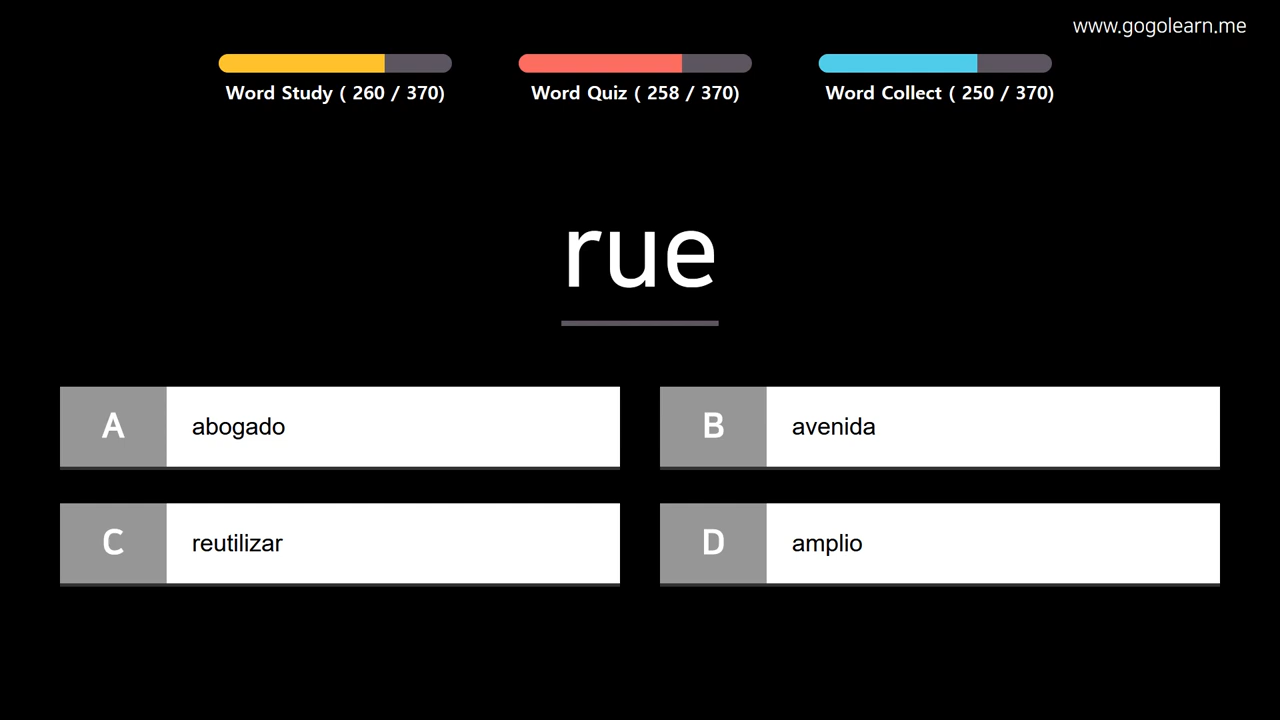 www.gogolearn.me
Word Study ( 260 / 370)
Word Quiz ( 258 / 370)
Word Collect ( 250 / 370)
rue
A abogado
B avenida
C reutilizar
D amplio